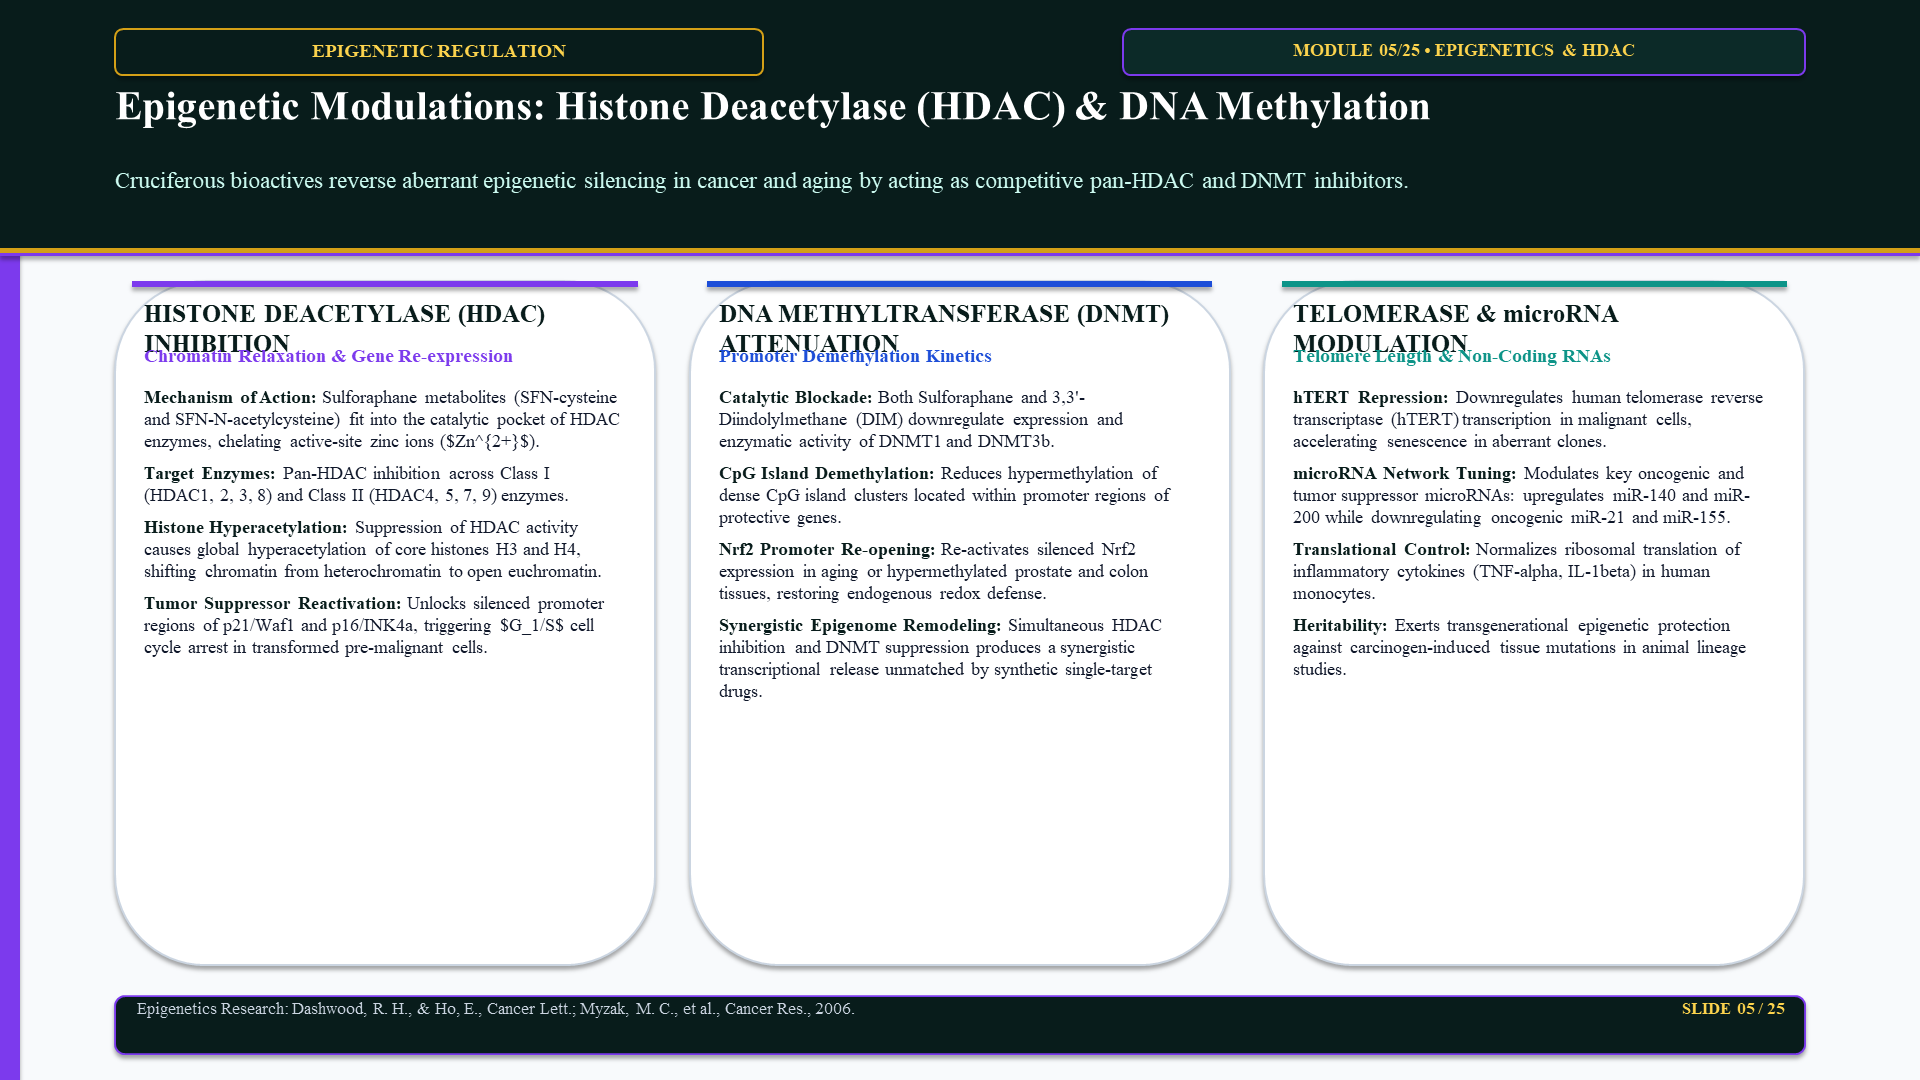 EPIGENETIC REGULATION
MODULE 05/25 • EPIGENETICS & HDAC
Epigenetic Modulations: Histone Deacetylase (HDAC) & DNA Methylation
Cruciferous bioactives reverse aberrant epigenetic silencing in cancer and aging by acting as competitive pan-HDAC and DNMT inhibitors.
HISTONE DEACETYLASE (HDAC)
INHIBITION
Chromatin Relaxation & Gene Re-expression
Mechanism of Action: Sulforaphane metabolites (SFN-cysteine
and SFN-N-acetylcysteine) fit into the catalytic pocket of HDAC
enzymes, chelating active-site zinc ions ($Zn^{2+}$).
Target Enzymes: Pan-HDAC inhibition across Class I
(HDAC1, 2, 3, 8) and Class II (HDAC4, 5, 7, 9) enzymes.
Histone Hyperacetylation: Suppression of HDAC activity
causes global hyperacetylation of core histones H3 and H4,
shifting chromatin from heterochromatin to open euchromatin.
Tumor Suppressor Reactivation: Unlocks silenced promoter
regions of p21/Waf1 and p16/INK4a, triggering $G_1/S$ cell
cycle arrest in transformed pre-malignant cells.
DNA METHYLTRANSFERASE (DNMT)
ATTENUATION
Promoter Demethylation Kinetics
Catalytic Blockade: Both Sulforaphane and 3,3'-
Diindolylmethane (DIM) downregulate expression and
enzymatic activity of DNMT1 and DNMT3b.
CpG Island Demethylation: Reduces hypermethylation of
dense CpG island clusters located within promoter regions of
protective genes.
Nrf2 Promoter Re-opening: Re-activates silenced Nrf2
expression in aging or hypermethylated prostate and colon
tissues, restoring endogenous redox defense.
Synergistic Epigenome Remodeling: Simultaneous HDAC
inhibition and DNMT suppression produces a synergistic
transcriptional release unmatched by synthetic single-target
drugs.
TELOMERASE & microRNA
MODULATION
Telomere Length & Non-Coding RNAs
hTERT Repression: Downregulates human telomerase reverse
transcriptase (hTERT) transcription in malignant cells,
accelerating senescence in aberrant clones.
microRNA Network Tuning: Modulates key oncogenic and
tumor suppressor microRNAs: upregulates miR-140 and miR-
200 while downregulating oncogenic miR-21 and miR-155.
Translational Control: Normalizes ribosomal translation of
inflammatory cytokines (TNF-alpha, IL-1beta) in human
monocytes.
Heritability: Exerts transgenerational epigenetic protection
against carcinogen-induced tissue mutations in animal lineage
studies.
Epigenetics Research: Dashwood, R. H., & Ho, E., Cancer Lett.; Myzak, M. C., et al., Cancer Res., 2006.
SLIDE 05 / 25